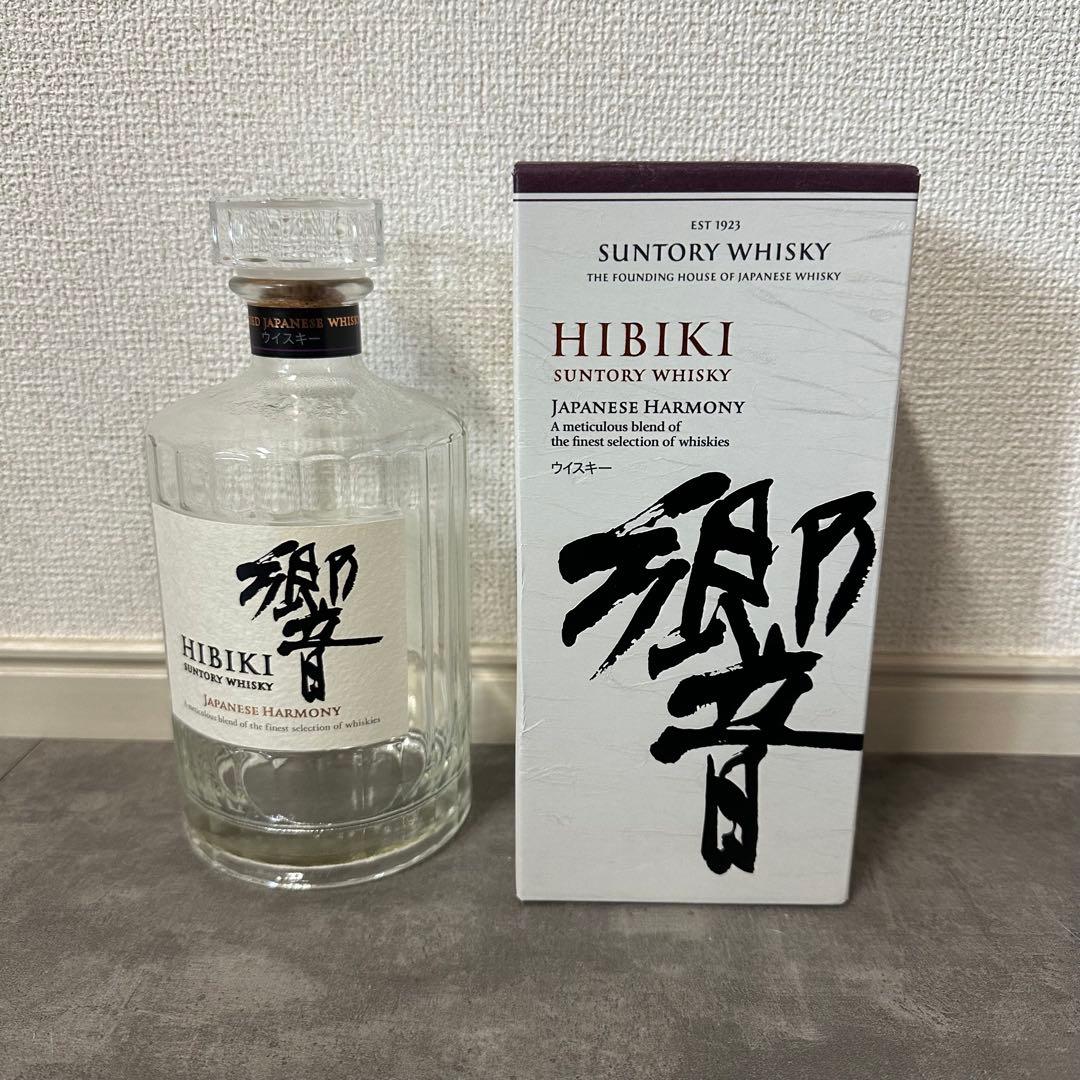 JAPANESE WHISKY
ウイスキー
響
HIBIKI
SUNTORY WHISKY
JAPANESE HARMONY
A meticulous blend of the finest selection of whiskies
EST 1923
SUNTORY WHISKY
THE FOUNDING HOUSE OF JAPANESE WHISKY
HIBIKI
SUNTORY WHISKY
JAPANESE HARMONY
A meticulous blend of
the finest selection of whiskies
ウイスキー
響